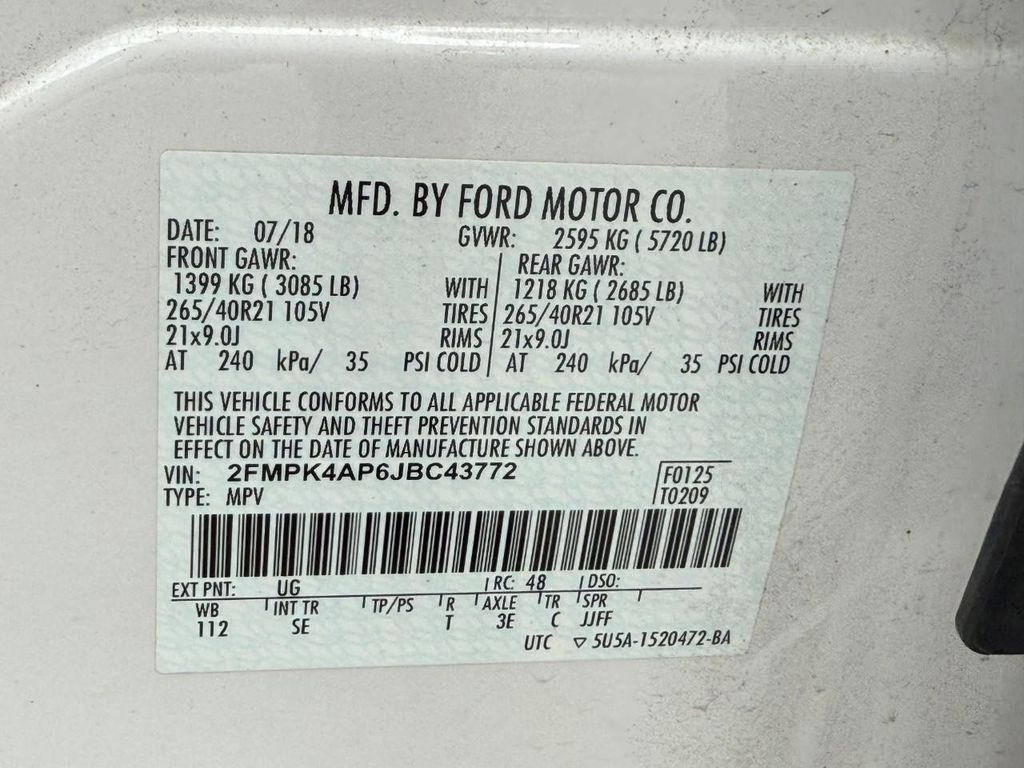 MFD. BY FORD MOTOR CO.
DATE: 07/18 GVWR: 2595 KG ( 5720 LB)
FRONT GAWR: REAR GAWR:
1399 KG ( 3085 LB) WITH 1218 KG ( 2685 LB) WITH
265/40R21 105V TIRES 265/40R21 105V TIRES
21x9.0J RIMS 21x9.0J RIMS
AT 240 kPa/ 35 PSI COLD AT 240 kPa/ 35 PSI COLD
THIS VEHICLE CONFORMS TO ALL APPLICABLE FEDERAL MOTOR
VEHICLE SAFETY AND THEFT PREVENTION STANDARDS IN
EFFECT ON THE DATE OF MANUFACTURE SHOWN ABOVE.
VIN: 2FMPK4AP6JBC43772 F0125
TYPE: MPV T0209
EXT PNT: UG RC: 48 DSO:
WB INT TR TP/PS R AXLE TR SPR
112 SE T 3E C JJFF
UTC ▽ 5U5A-1520472-BA